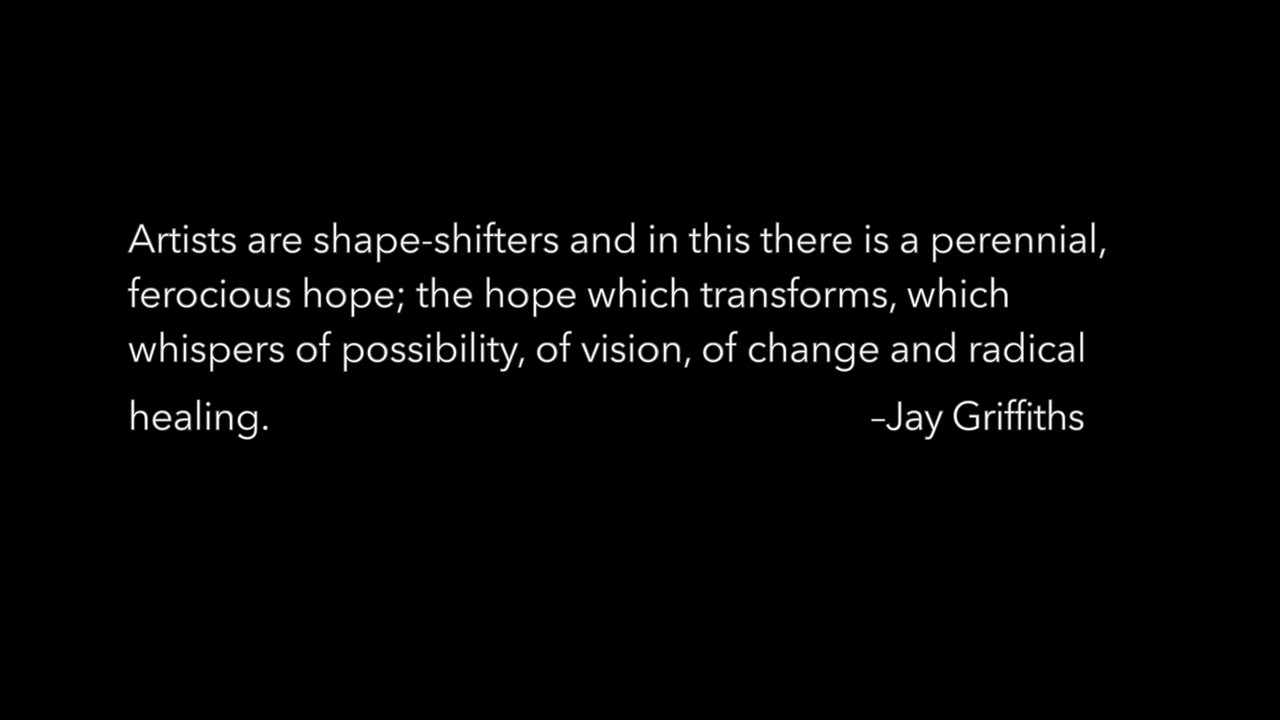 Artists are shape-shifters and in this there is a perennial,
ferocious hope; the hope which transforms, which
whispers of possibility, of vision, of change and radical
healing. –Jay Griffiths